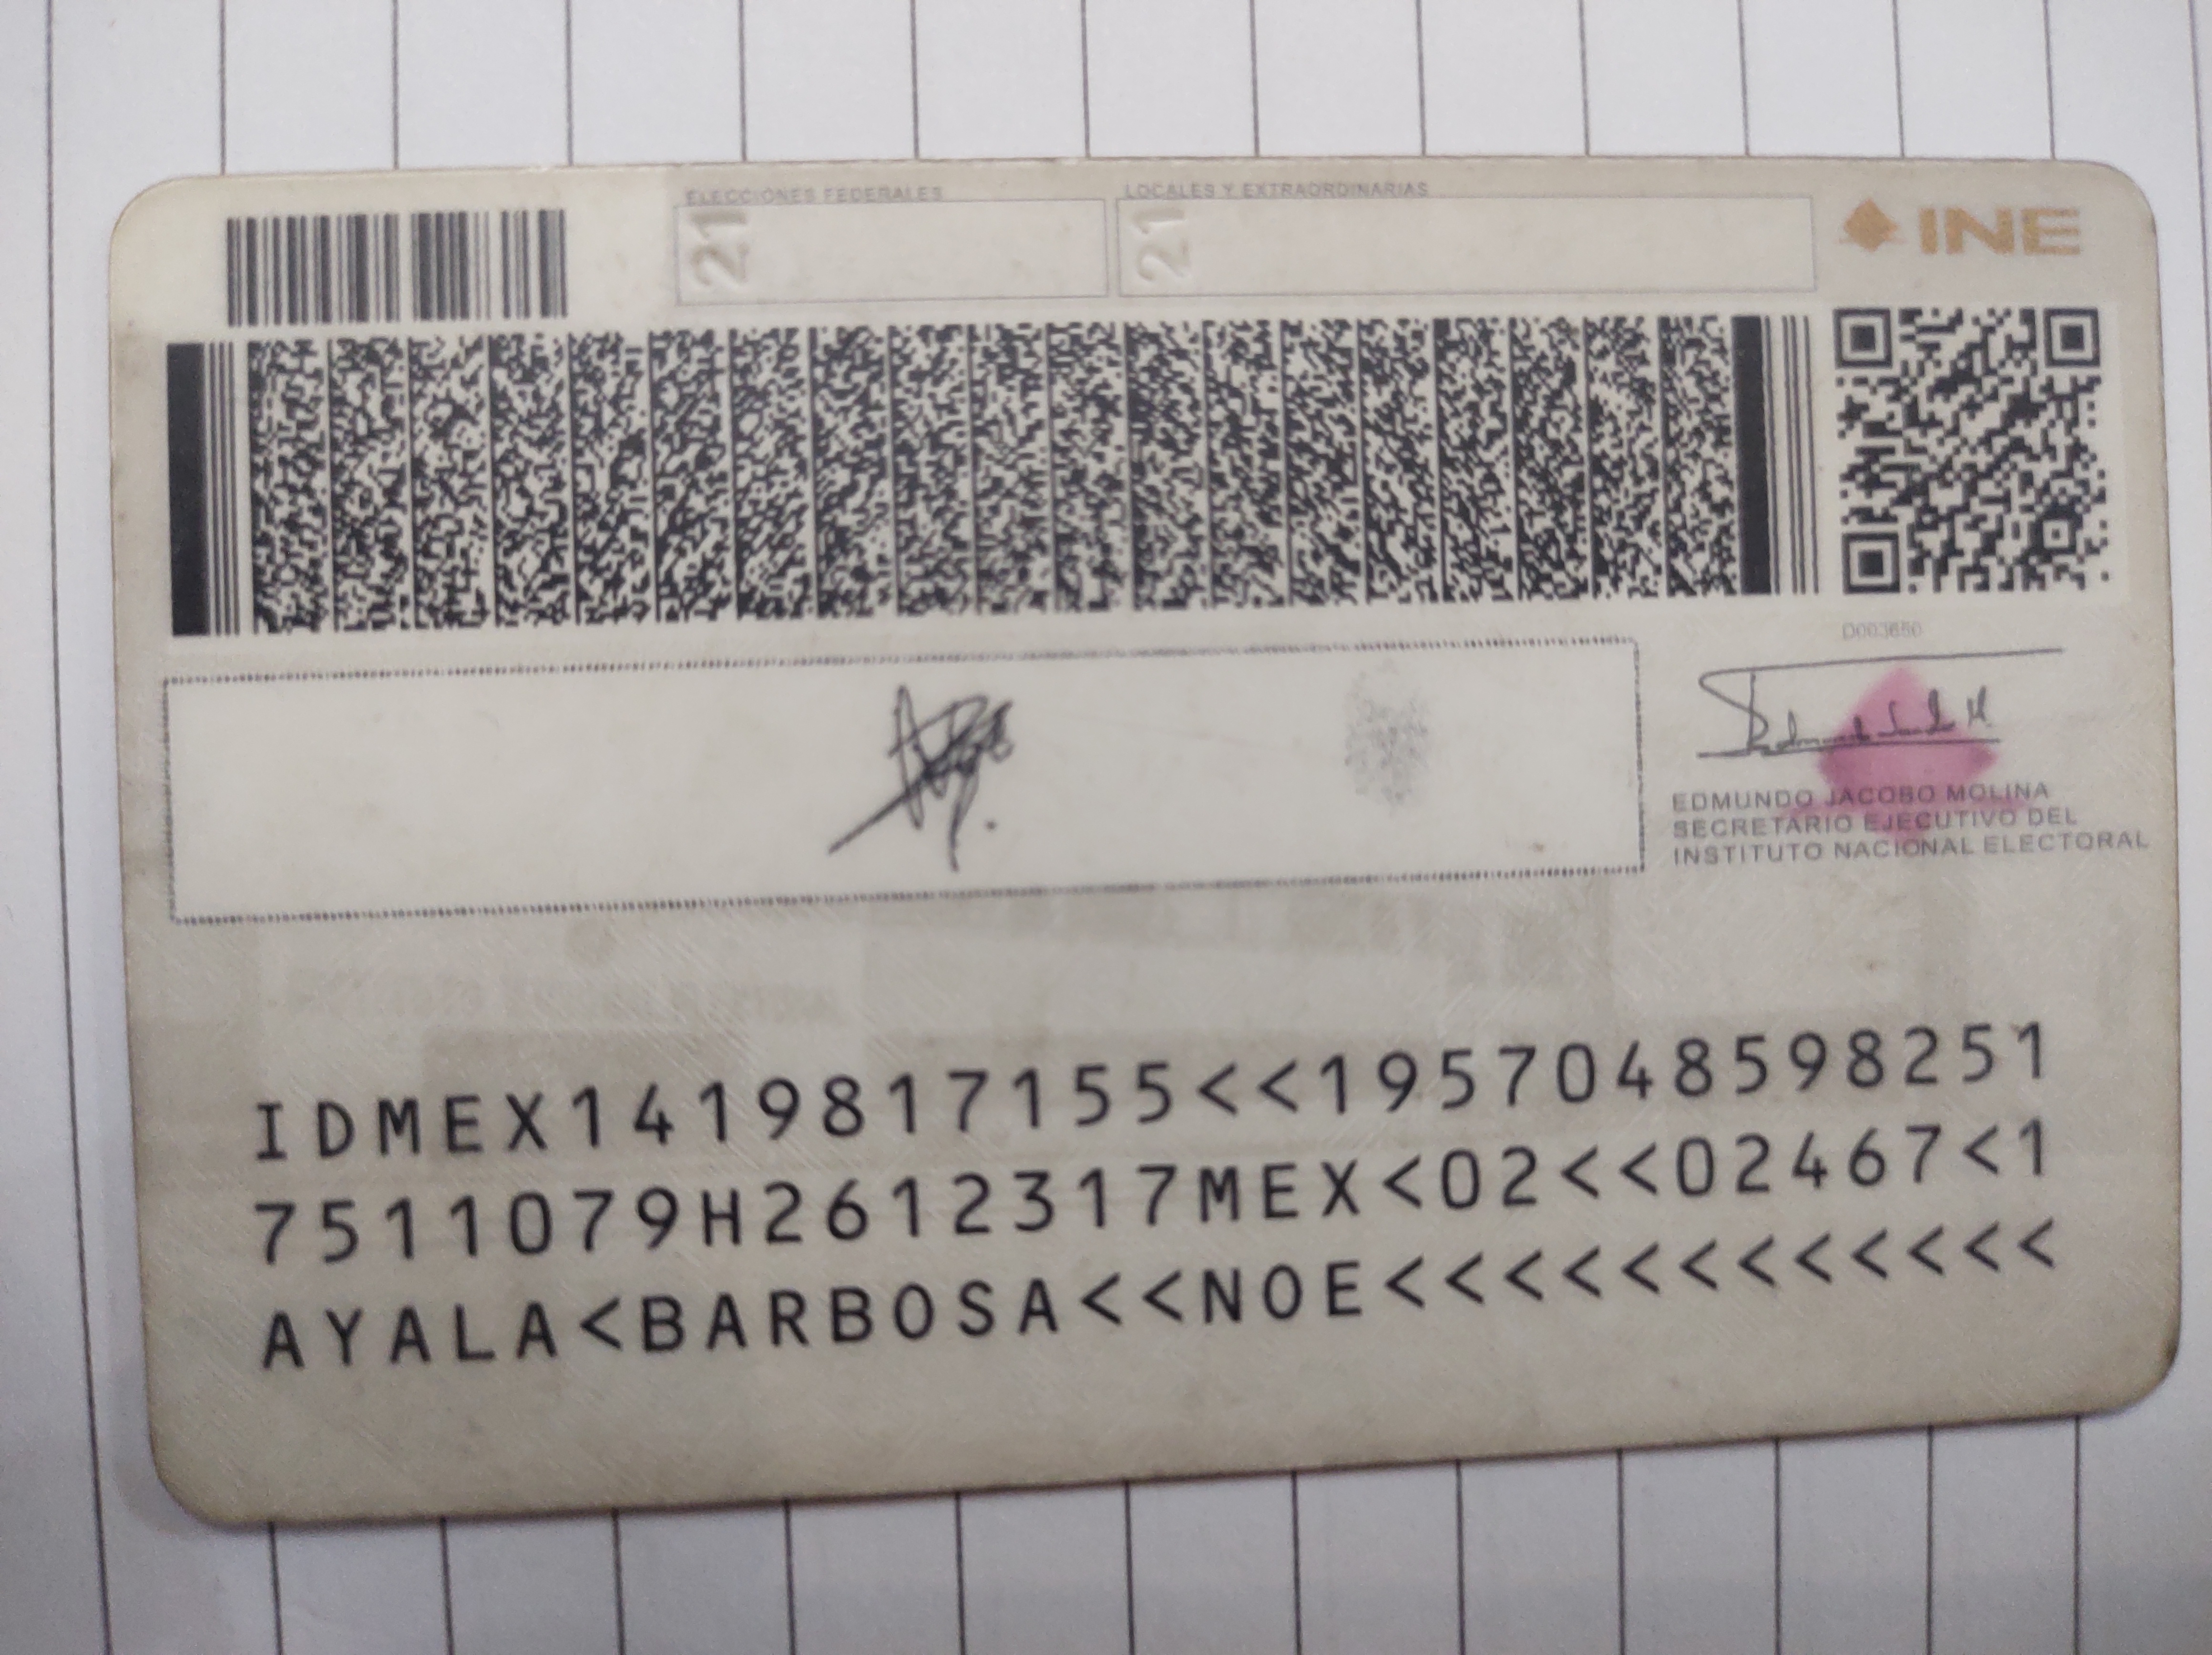 ELECCIONES FEDERALES
LOCALES Y EXTRAORDINARIAS
21
21
INE
D003650
EDMUNDO JACOBO MOLINA
SECRETARIO EJECUTIVO DEL
INSTITUTO NACIONAL ELECTORAL
IDMEX1419817155<<1957048598251
7511079H2612317MEX<02<<02467<1
AYALA<BARBOSA<<NOE<<<<<<<<<<<<